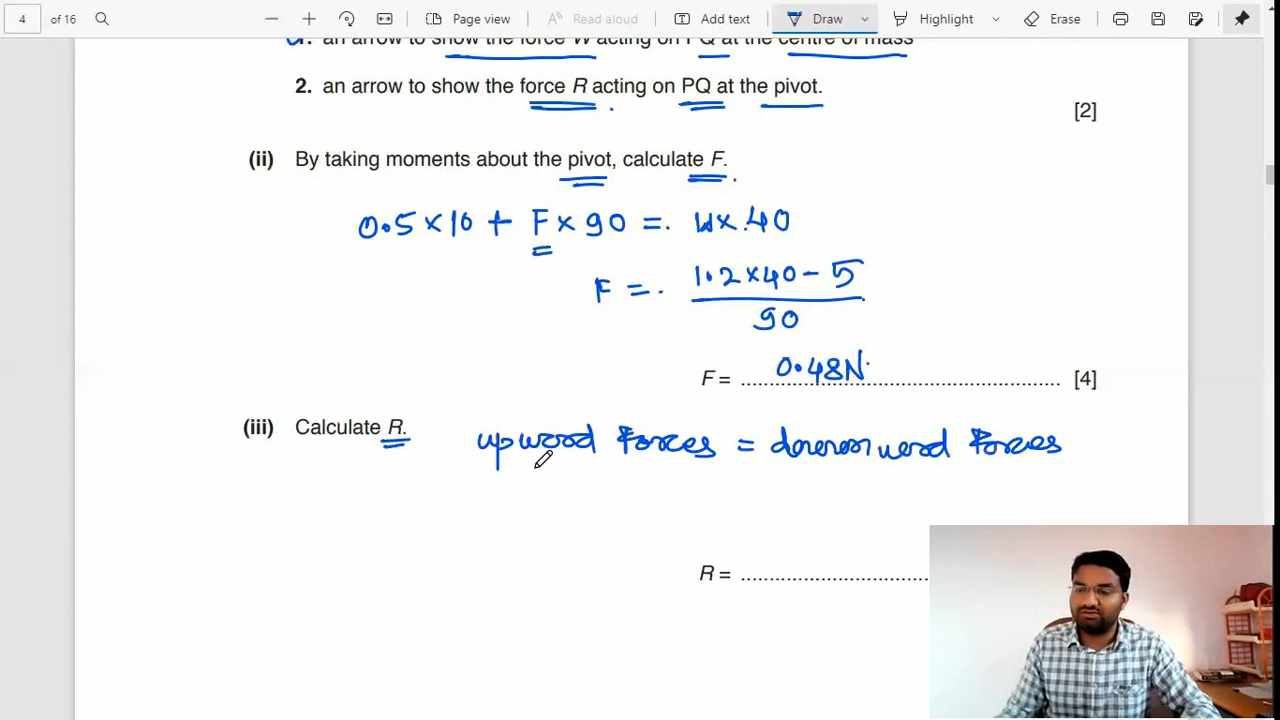 4 of 16 Page view Read aloud Add text Draw Highlight Erase
1. an arrow to show the force W acting on PQ at the centre of mass
2. an arrow to show the force R acting on PQ at the pivot.
[2]
(ii) By taking moments about the pivot, calculate F.
0.5×10 + F×90 = W×40
F = 1.2×40-5
90
F = 0.48N [4]
(iii) Calculate R. upward Forces = downward Forces
R =